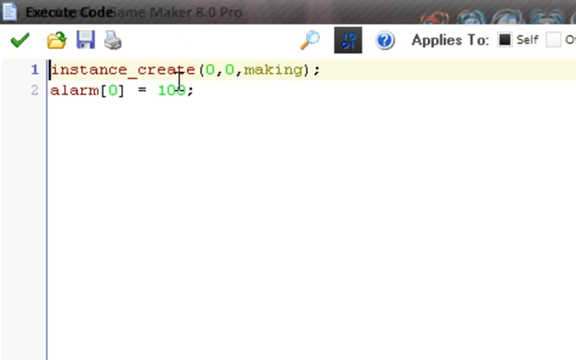 Execute Code Game Maker 8.0 Pro
Applies To: Self O
1 instance_create(0,0,making);
2 alarm[0] = 100;